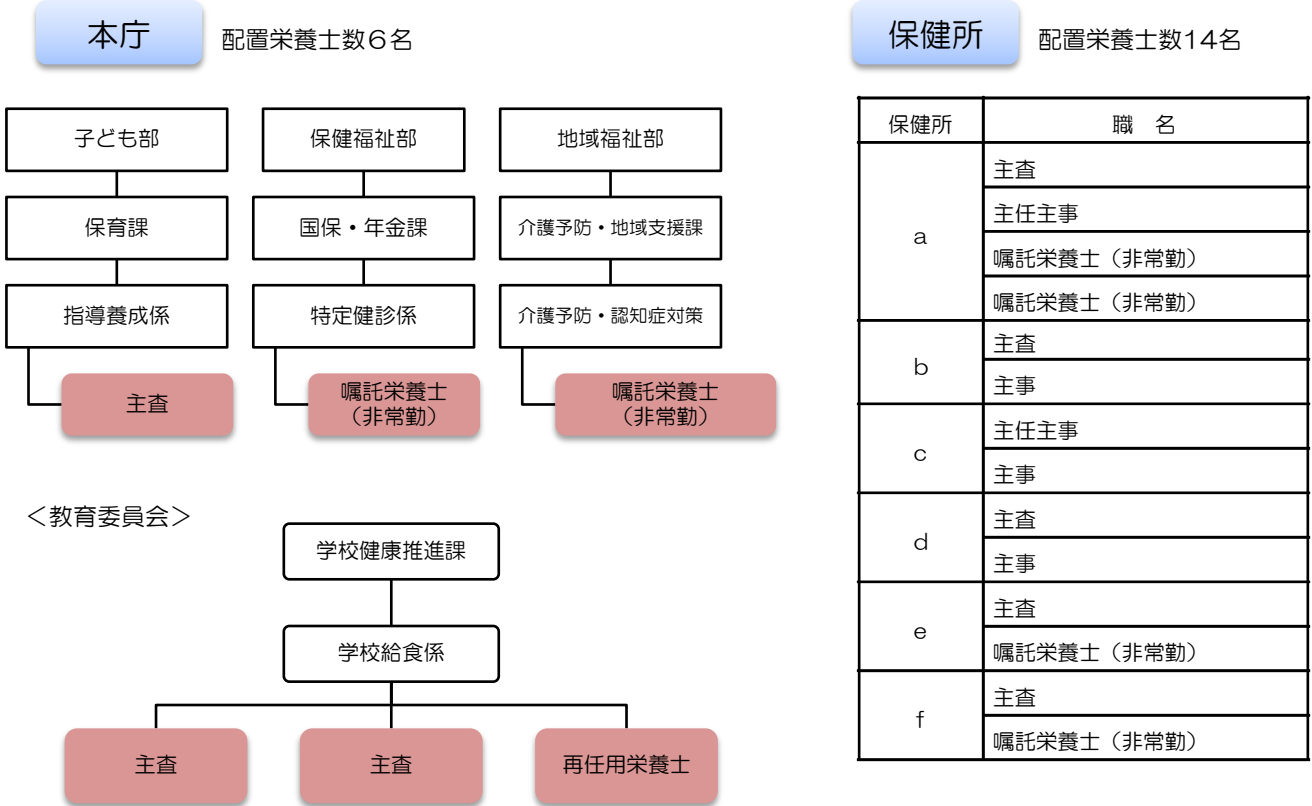 本庁
配置栄養士数6名
子ども部
保健福祉部
地域福祉部
保育課
国保・年金課
介護予防・地域支援課
指導養成係
特定健診係
介護予防・認知症対策
主査
嘱託栄養士
（非常勤）
嘱託栄養士
（非常勤）
＜教育委員会＞
学校健康推進課
学校給食係
主査
主査
再任用栄養士
保健所
配置栄養士数14名
保健所 職 名
a
主査
主任主事
嘱託栄養士（非常勤）
嘱託栄養士（非常勤）
b
主査
主事
c
主任主事
主事
d
主査
主事
e
主査
嘱託栄養士（非常勤）
f
主査
嘱託栄養士（非常勤）